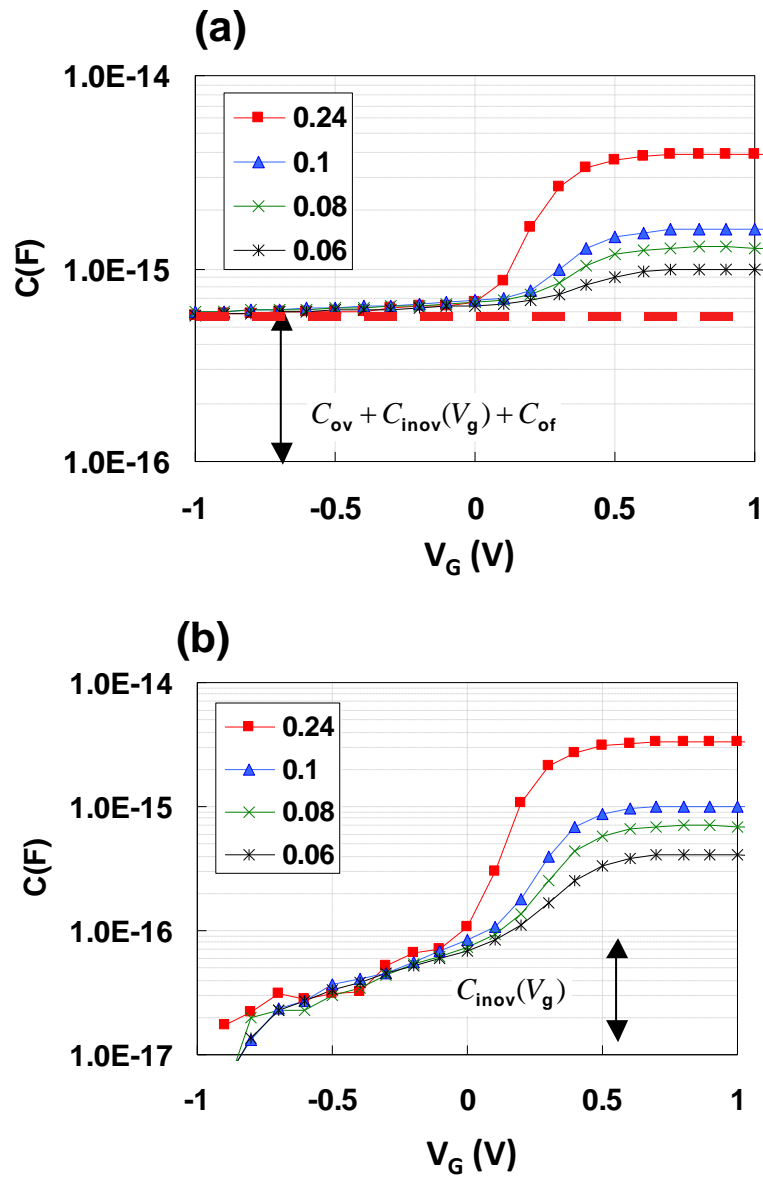 (a)
1.0E-14
0.24
0.1
0.08
0.06
1.0E-15
C(F)
C_ov + C_inov(V_g) + C_of
1.0E-16
-1 -0.5 0 0.5 1
V_G (V)
(b)
1.0E-14
0.24
0.1
0.08
0.06
1.0E-15
C(F)
1.0E-16
C_inov(V_g)
1.0E-17
-1 -0.5 0 0.5 1
V_G (V)